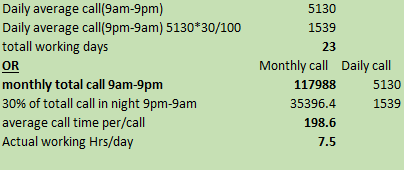 Daily average call(9am-9pm) 5130
Daily average call(9pm-9am) 5130*30/100 1539
totall working days 23
OR Monthly call Daily call
monthly total call 9am-9pm 117988 5130
30% of totall call in night 9pm-9am 35396.4 1539
average call time per/call 198.6
Actual working Hrs/day 7.5